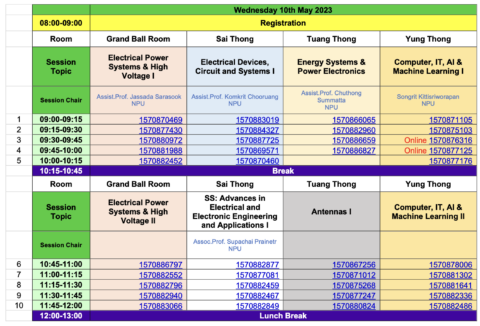 Wednesday 10th May 2023
08:00-09:00 Registration
Room Grand Ball Room Sai Thong Tuang Thong Yung Thong
Session Topic Electrical Power Systems & High Voltage I Electrical Devices, Circuit and Systems I Energy Systems & Power Electronics Computer, IT, AI & Machine Learning I
Session Chair Assist.Prof. Jassada Sarasook NPU Assist.Prof. Komkrit Chooruang NPU Assist.Prof. Chuthong Summatta NPU Songrit Kittisriworapan NPU
1 09:00-09:15 1570870469 1570883019 1570866065 1570871105
2 09:15-09:30 1570877430 1570884327 1570882960 1570875103
3 09:30-09:45 1570880972 1570887725 1570886659 Online 1570876316
4 09:45-10:00 1570881988 1570869571 1570886827 Online 1570877125
5 10:00-10:15 1570882452 1570870460 1570877176
10:15-10:45 Break
Room Grand Ball Room Sai Thong Tuang Thong Yung Thong
Session Topic Electrical Power Systems & High Voltage II SS: Advances in Electrical and Electronic Engineering and Applications I Antennas I Computer, IT, AI & Machine Learning II
Session Chair Assoc.Prof. Supachai Prainetr NPU
6 10:45-11:00 1570886797 1570882877 1570867256 1570878006
7 11:00-11:15 1570882552 1570877081 1570871012 1570881302
8 11:15-11:30 1570882796 1570882459 1570875268 1570881641
9 11:30-11:45 1570882940 1570882467 1570877247 1570882336
10 11:45-12:00 1570883066 1570882849 1570880824 1570882486
12:00-13:00 Lunch Break